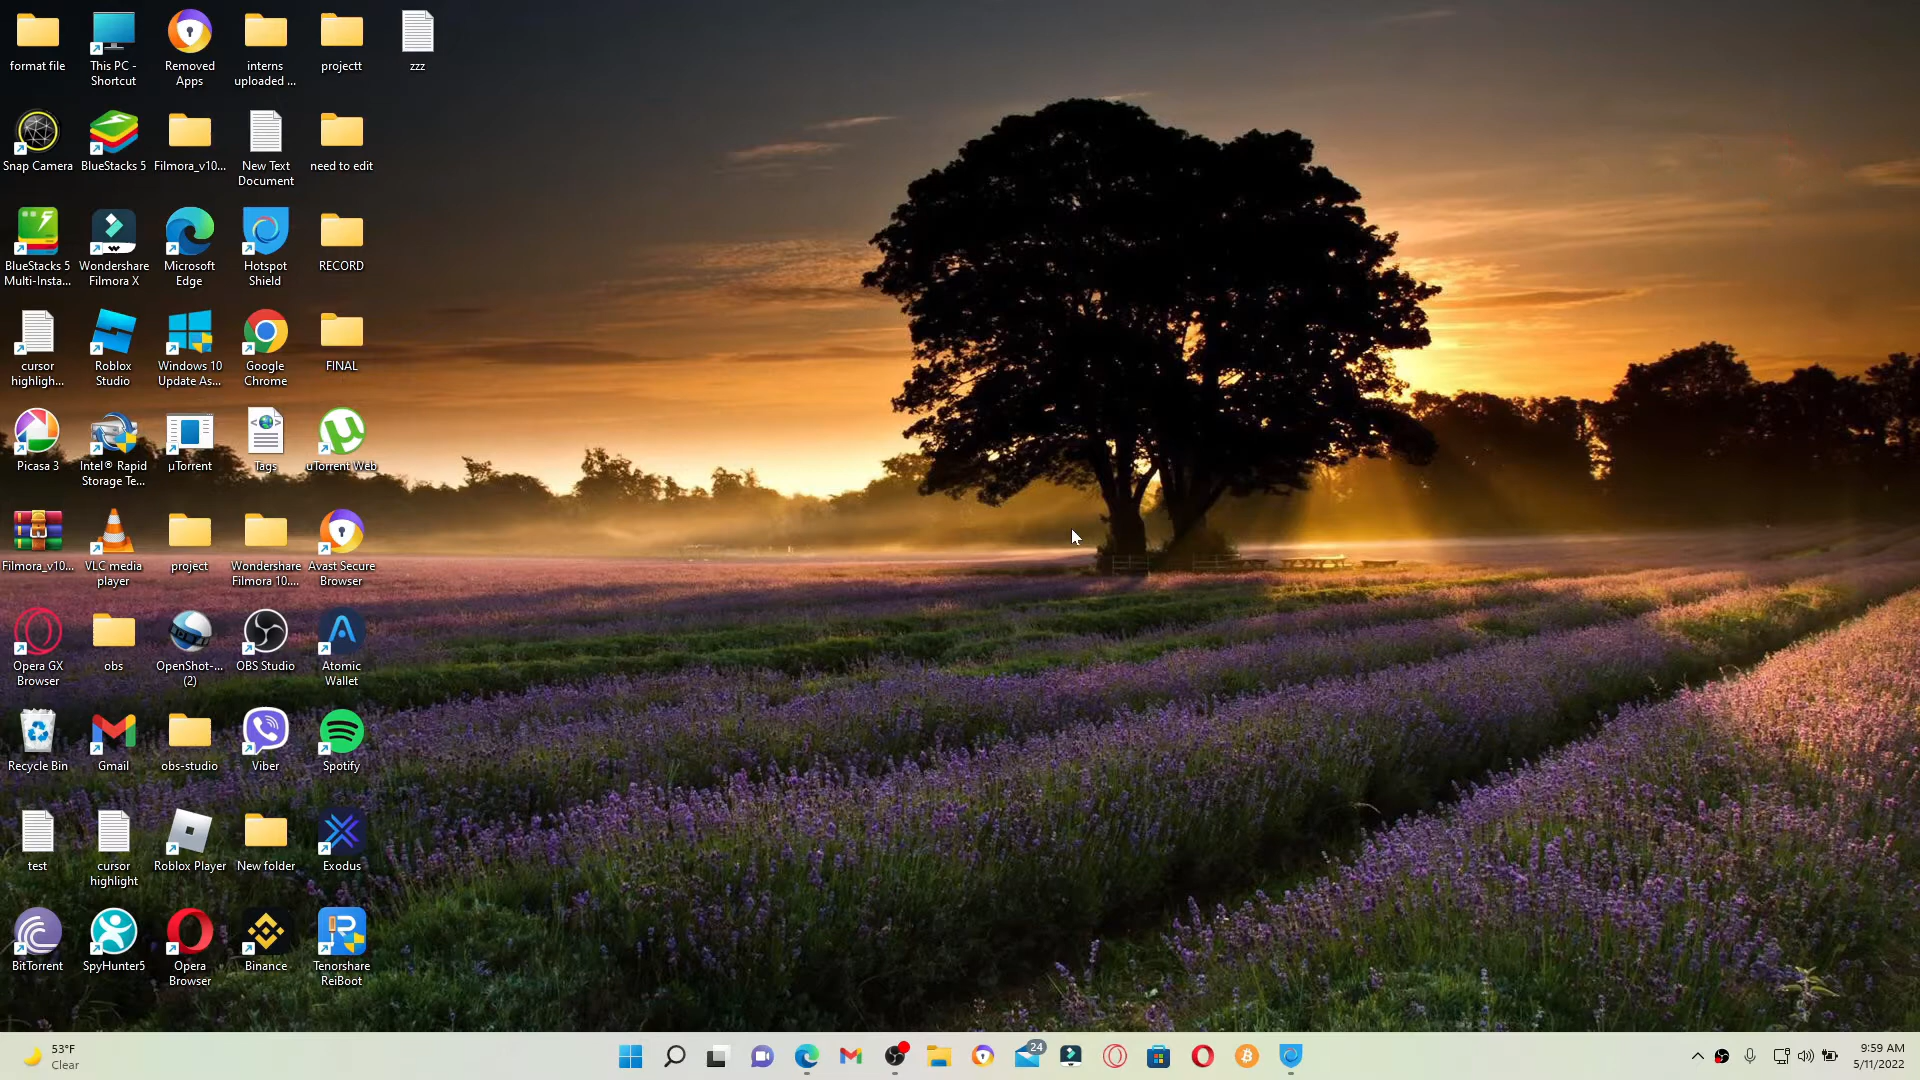 format file
This PC -
Shortcut
Removed
Apps
interns
uploaded ...
projectt
zzz
Snap Camera
BlueStacks 5
Filmora_v10...
New Text
Document
need to edit
BlueStacks 5
Multi-Insta...
Wondershare
Filmora X
Microsoft
Edge
Hotspot
Shield
RECORD
cursor
highligh...
Roblox
Studio
Windows 10
Update As...
Google
Chrome
FINAL
Picasa 3
Intel® Rapid
Storage Te...
µTorrent
Tags
uTorrent Web
Filmora_v10...
VLC media
player
project
Wondershare
Filmora 10....
Avast Secure
Browser
Opera GX
Browser
obs
OpenShot-...
(2)
OBS Studio
Atomic
Wallet
Recycle Bin
Gmail
obs-studio
Viber
Spotify
test
cursor
highlight
Roblox Player
New folder
Exodus
BitTorrent
SpyHunter5
Opera
Browser
Binance
Tenorshare
ReiBoot
53°F
Clear
24
9:59 AM
5/11/2022